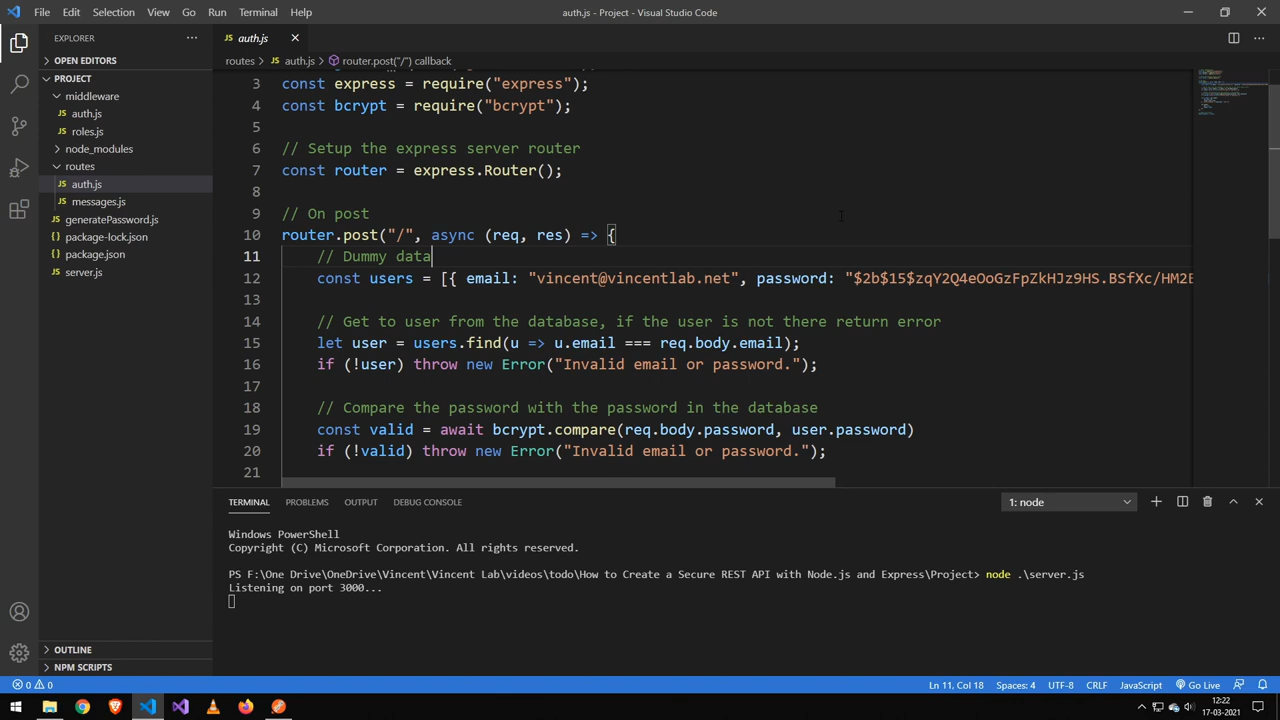 File Edit Selection View Go Run Terminal Help
auth.js - Project - Visual Studio Code
EXPLORER
OPEN EDITORS
PROJECT
middleware
auth.js
roles.js
node_modules
routes
auth.js
messages.js
generatePassword.js
package-lock.json
package.json
server.js
OUTLINE
NPM SCRIPTS
auth.js
routes > auth.js > router.post("/") callback
3 const express = require("express");
4 const bcrypt = require("bcrypt");
5
6 // Setup the express server router
7 const router = express.Router();
8
9 // On post
10 router.post("/", async (req, res) => {
11 // Dummy data
12 const users = [{ email: "vincent@vincentlab.net", password: "$2b$15$zqY2Q4eOoGzFpZkHJz9HS.BSfXc/HM2E
13
14 // Get to user from the database, if the user is not there return error
15 let user = users.find(u => u.email === req.body.email);
16 if (!user) throw new Error("Invalid email or password.");
17
18 // Compare the password with the password in the database
19 const valid = await bcrypt.compare(req.body.password, user.password)
20 if (!valid) throw new Error("Invalid email or password.");
21
TERMINAL PROBLEMS OUTPUT DEBUG CONSOLE
1: node
Windows PowerShell
Copyright (C) Microsoft Corporation. All rights reserved.
PS F:\One Drive\OneDrive\Vincent\Vincent Lab\videos\todo\How to Create a Secure REST API with Node.js and Express\Project> node .\server.js
Listening on port 3000...
0 0
Ln 11, Col 18 Spaces: 4 UTF-8 CRLF JavaScript Go Live
12:22
17-03-2021